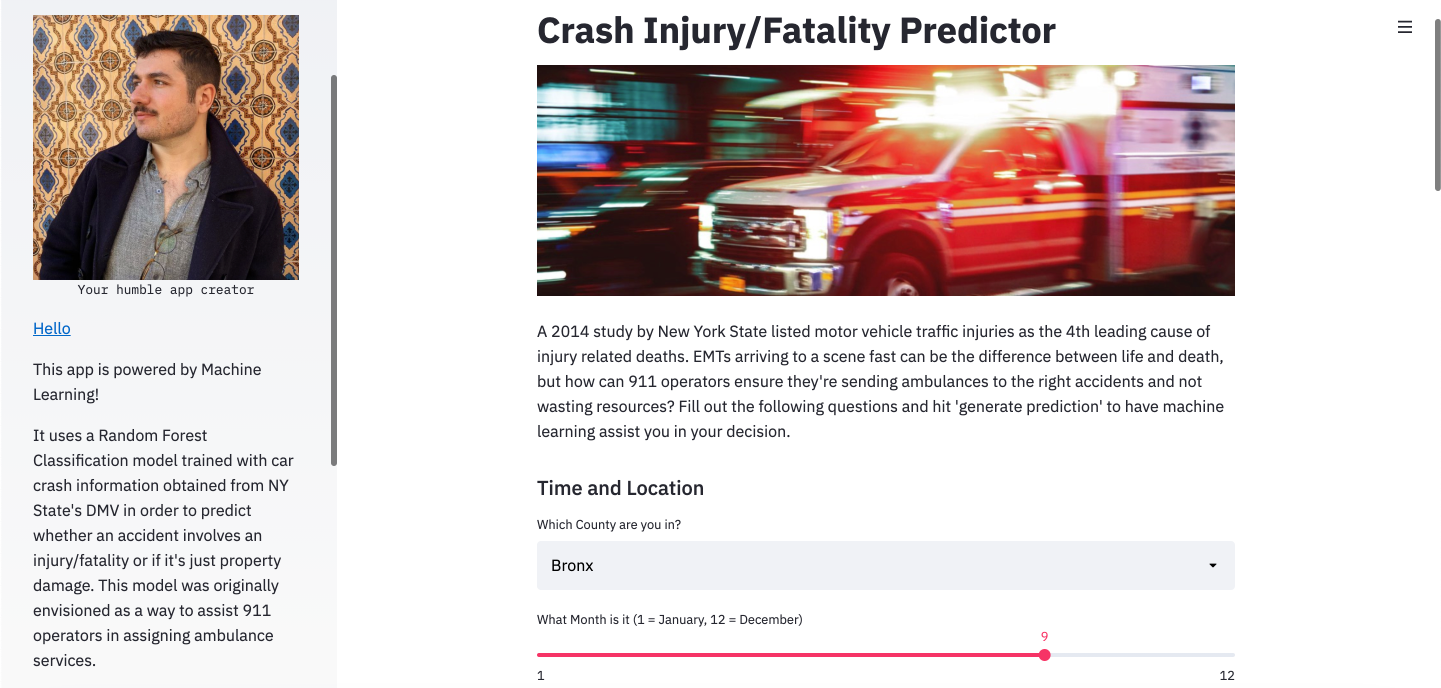 Your humble app creator
Hello
This app is powered by Machine
Learning!
It uses a Random Forest
Classification model trained with car
crash information obtained from NY
State's DMV in order to predict
whether an accident involves an
injury/fatality or if it's just property
damage. This model was originally
envisioned as a way to assist 911
operators in assigning ambulance
services.
Crash Injury/Fatality Predictor
A 2014 study by New York State listed motor vehicle traffic injuries as the 4th leading cause of
injury related deaths. EMTs arriving to a scene fast can be the difference between life and death,
but how can 911 operators ensure they're sending ambulances to the right accidents and not
wasting resources? Fill out the following questions and hit 'generate prediction' to have machine
learning assist you in your decision.
Time and Location
Which County are you in?
Bronx
What Month is it (1 = January, 12 = December)
9
1 12